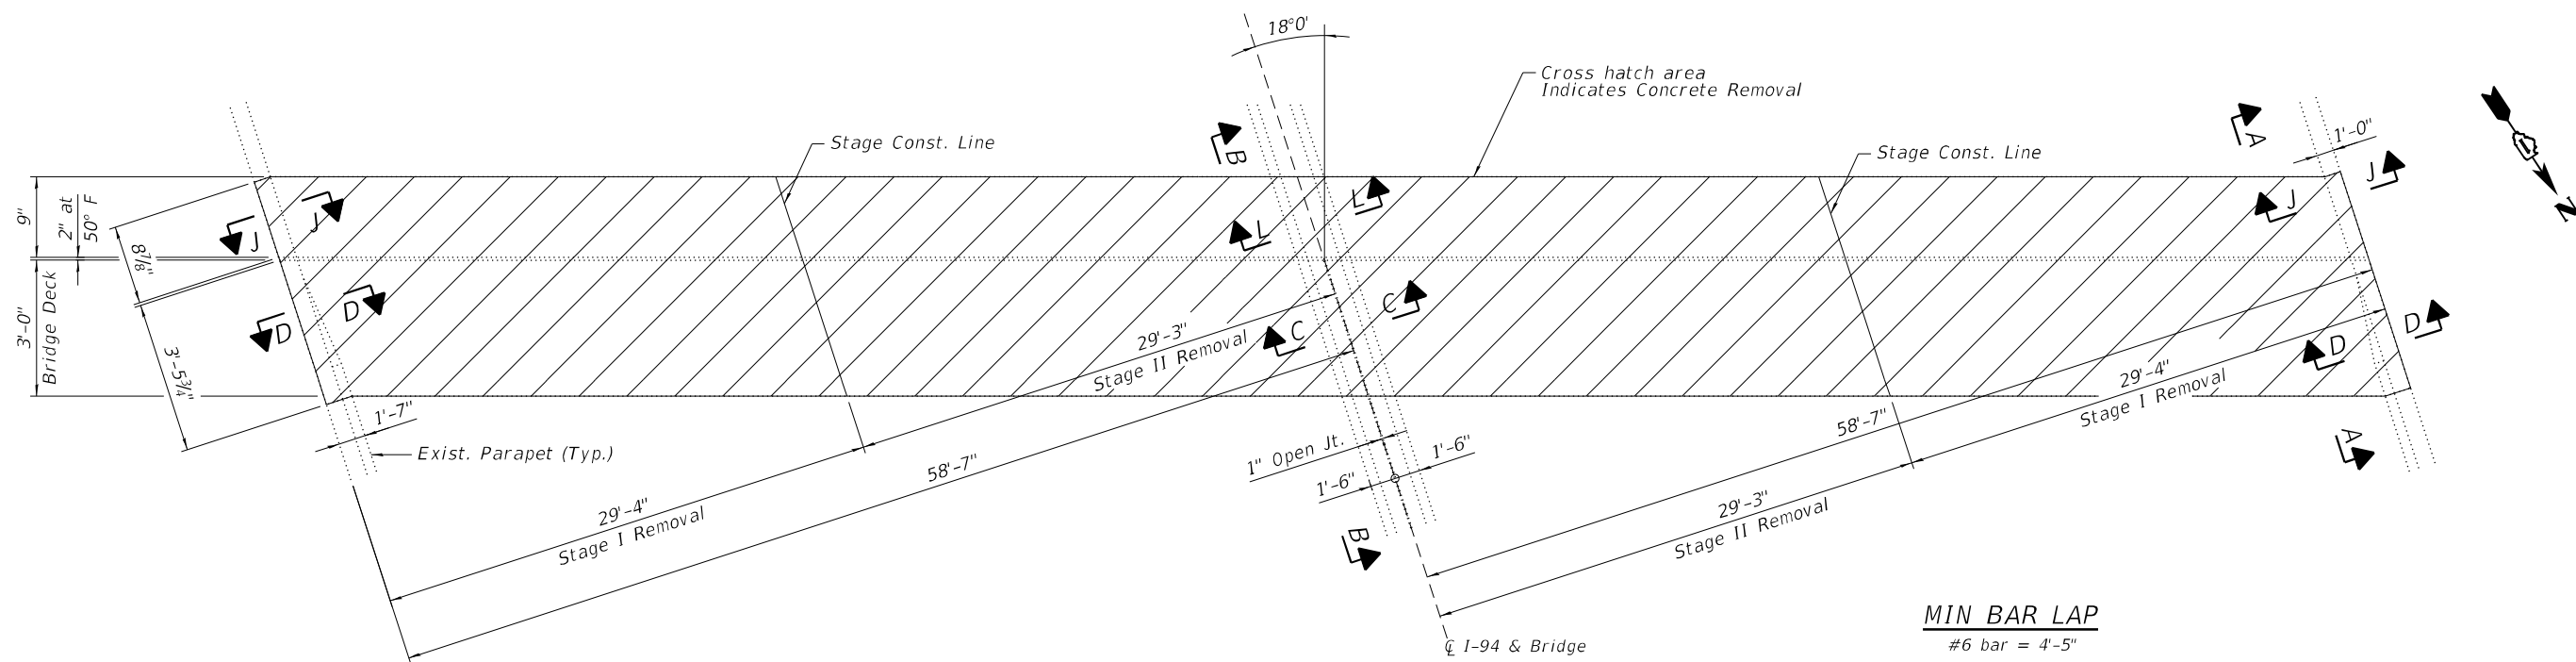 18°0'
Cross hatch area
Indicates Concrete Removal
Stage Const. Line
Stage Const. Line
1'-0"
A
B
J
J
J
J
L
L
9"
2" at
50° F
8⅞"
3'-0"
Bridge Deck
3'-5¾"
D
D
C
C
D
D
29'-3"
Stage II Removal
29'-4"
Stage I Removal
1'-7"
Exist. Parapet (Typ.)
58'-7"
1" Open Jt.
1'-6"
1'-6"
58'-7"
A
29'-4"
Stage I Removal
29'-3"
Stage II Removal
B
℄ I-94 & Bridge
MIN BAR LAP
#6 bar = 4'-5"
N